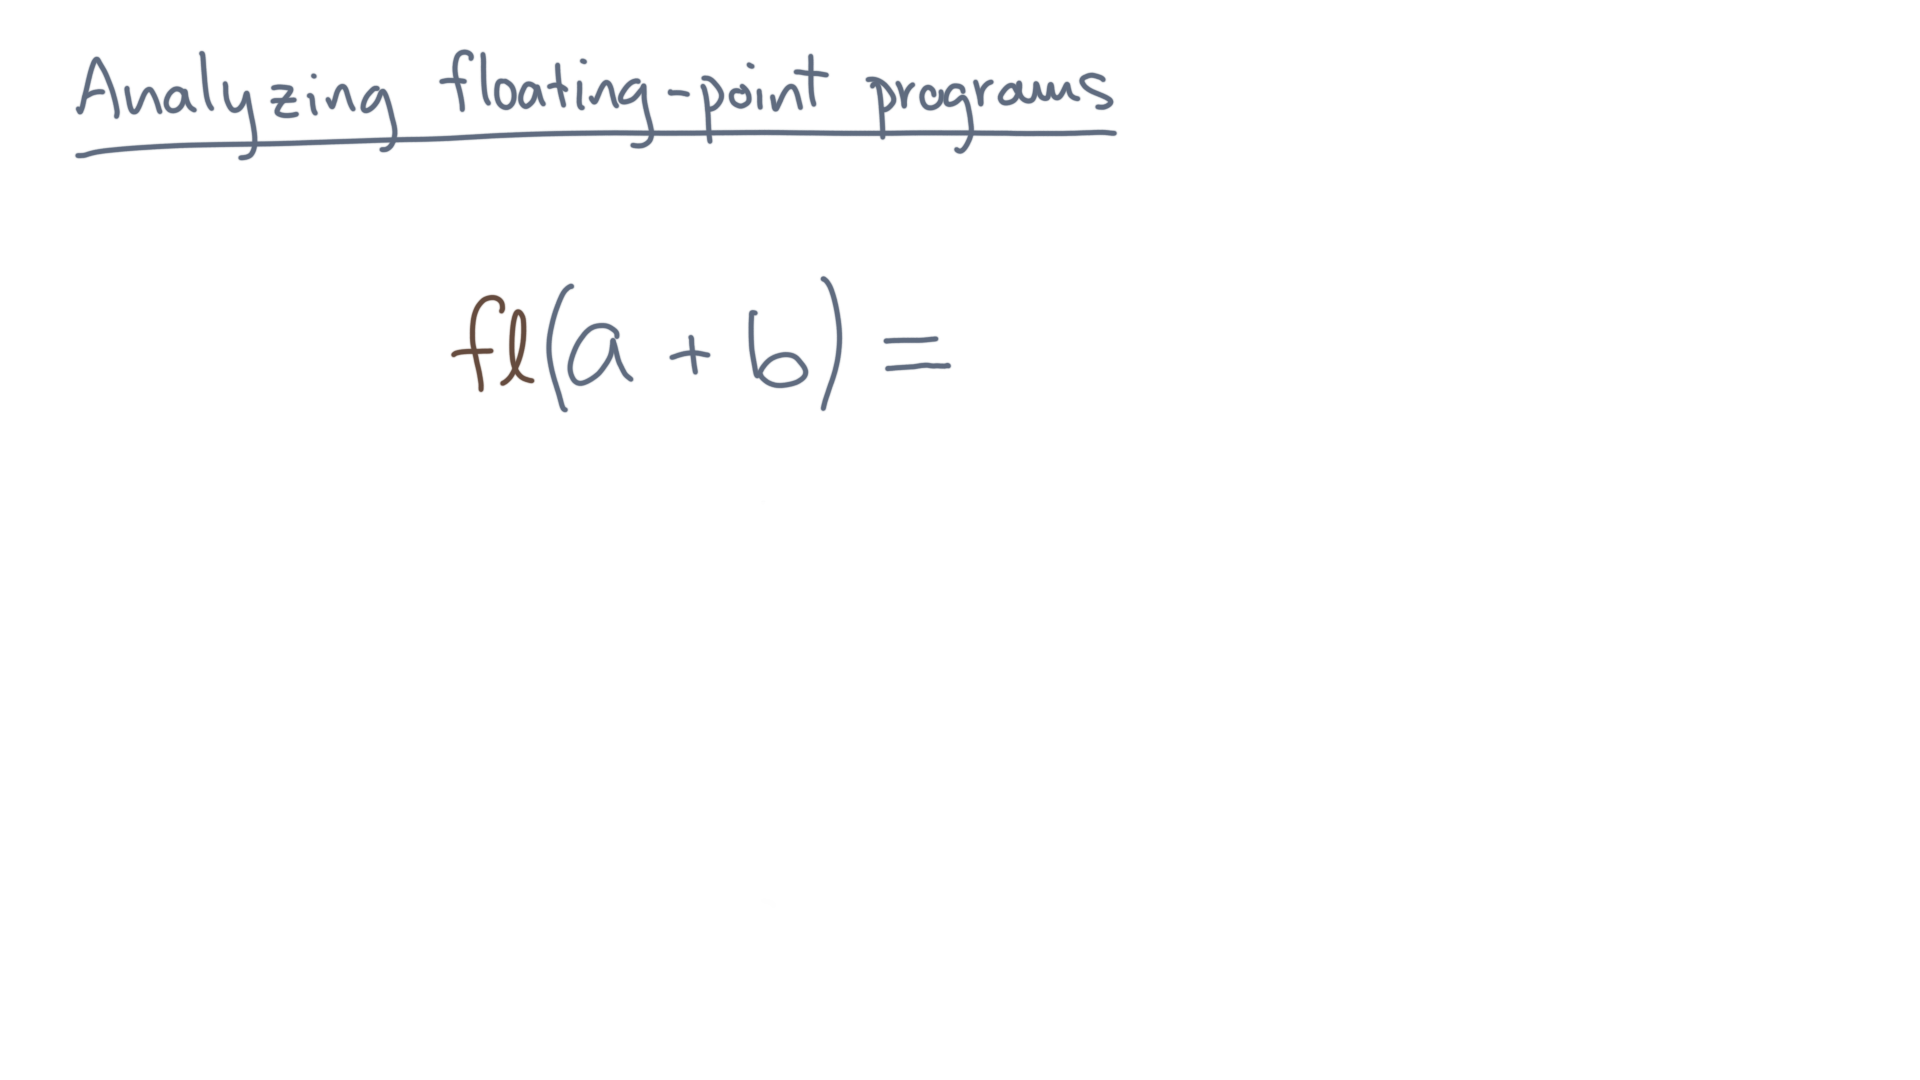 Analyzing floating-point programs
fl(a + b) =